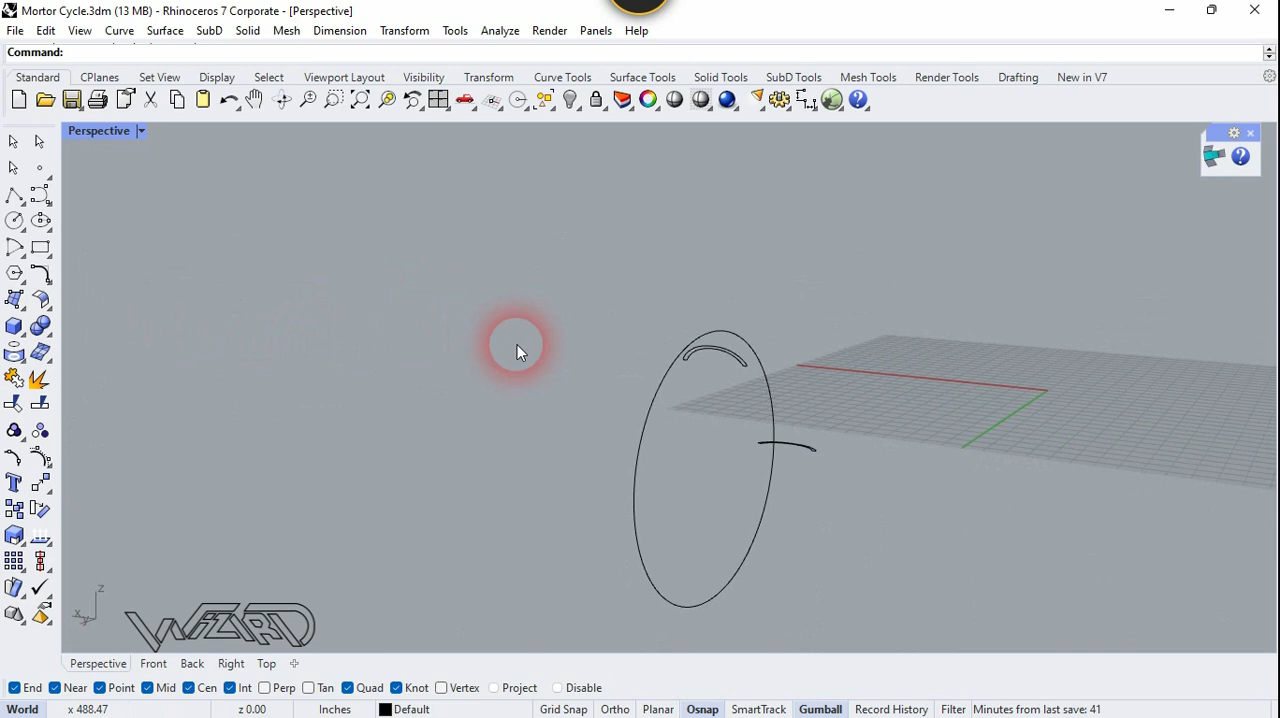 Mortor Cycle.3dm (13 MB) - Rhinoceros 7 Corporate - [Perspective]
File Edit View Curve Surface SubD Solid Mesh Dimension Transform Tools Analyze Render Panels Help
Command:
Standard CPlanes Set View Display Select Viewport Layout Visibility Transform Curve Tools Surface Tools Solid Tools SubD Tools Mesh Tools Render Tools Drafting New in V7
Perspective
z
x
WIZARD
Perspective Front Back Right Top
End Near Point Mid Cen Int Perp Tan Quad Knot Vertex Project Disable
World x 488.47 z 0.00 Inches Default Grid Snap Ortho Planar Osnap SmartTrack Gumball Record History Filter Minutes from last save: 41